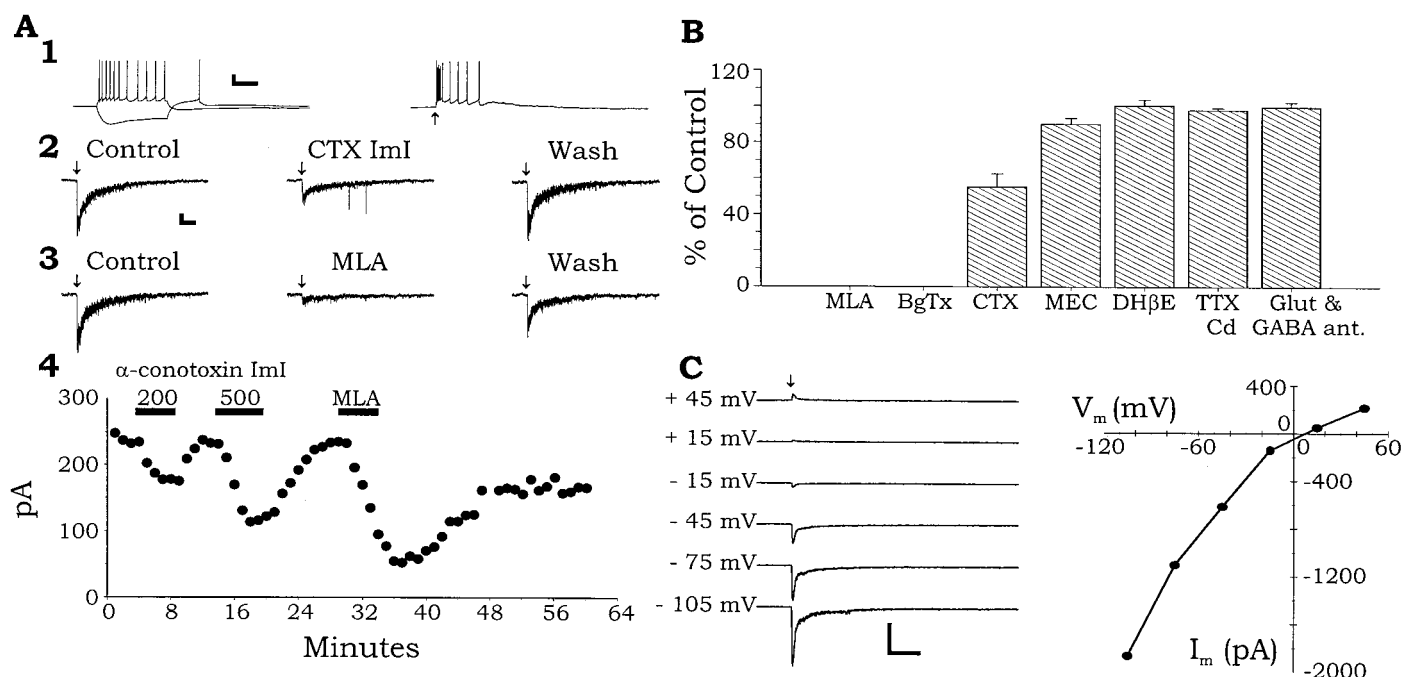 A
1
2
Control
CTX ImI
Wash
3
Control
MLA
Wash
4
α-conotoxin ImI
200
500
MLA
300
200
100
0
pA
0
8
16
24
32
40
48
56
64
Minutes
B
120
80
40
0
% of Control
MLA
BgTx
CTX
MEC
DHβE
TTX
Cd
Glut &
GABA ant.
C
+ 45 mV
+ 15 mV
- 15 mV
- 45 mV
- 75 mV
- 105 mV
Vm (mV)
-120
-60
0
60
400
0
-400
-1200
-2000
Im (pA)